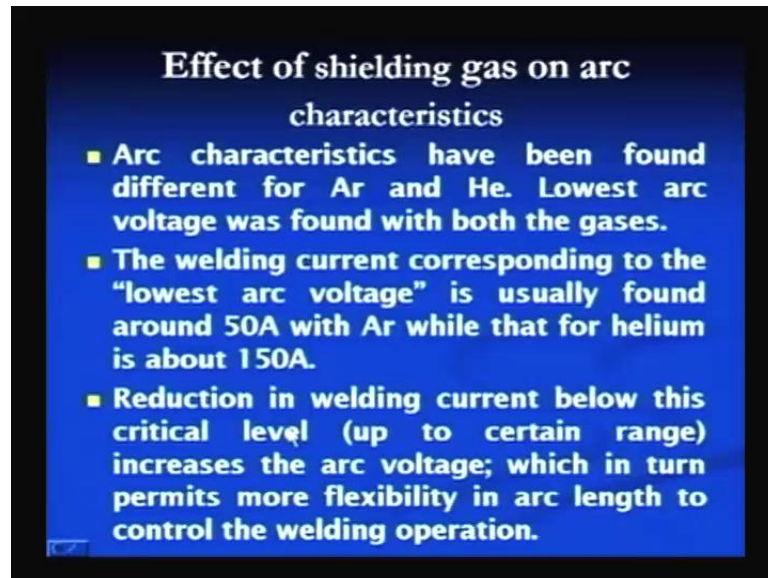 Effect of shielding gas on arc
characteristics
Arc characteristics have been found
different for Ar and He. Lowest arc
voltage was found with both the gases.
The welding current corresponding to the
“lowest arc voltage” is usually found
around 50A with Ar while that for helium
is about 150A.
Reduction in welding current below this
critical level (up to certain range)
increases the arc voltage; which in turn
permits more flexibility in arc length to
control the welding operation.